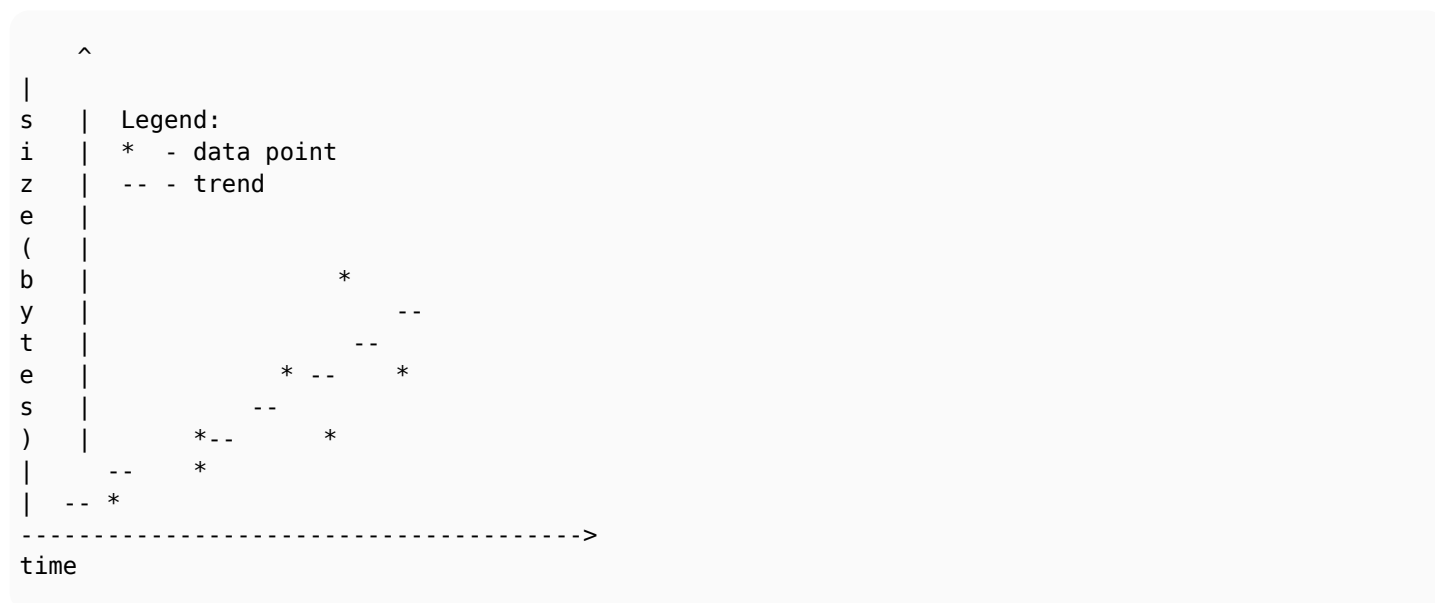 ^
|
s   |  Legend:
i   |  *  - data point
z   |  -- - trend
e   |
(   |
b   |                 *
y   |                     --
t   |                  --
e   |             * --    *
s   |           --
)   |       *--      *
|     --    *
|  -- *
--------------------------------------->
time